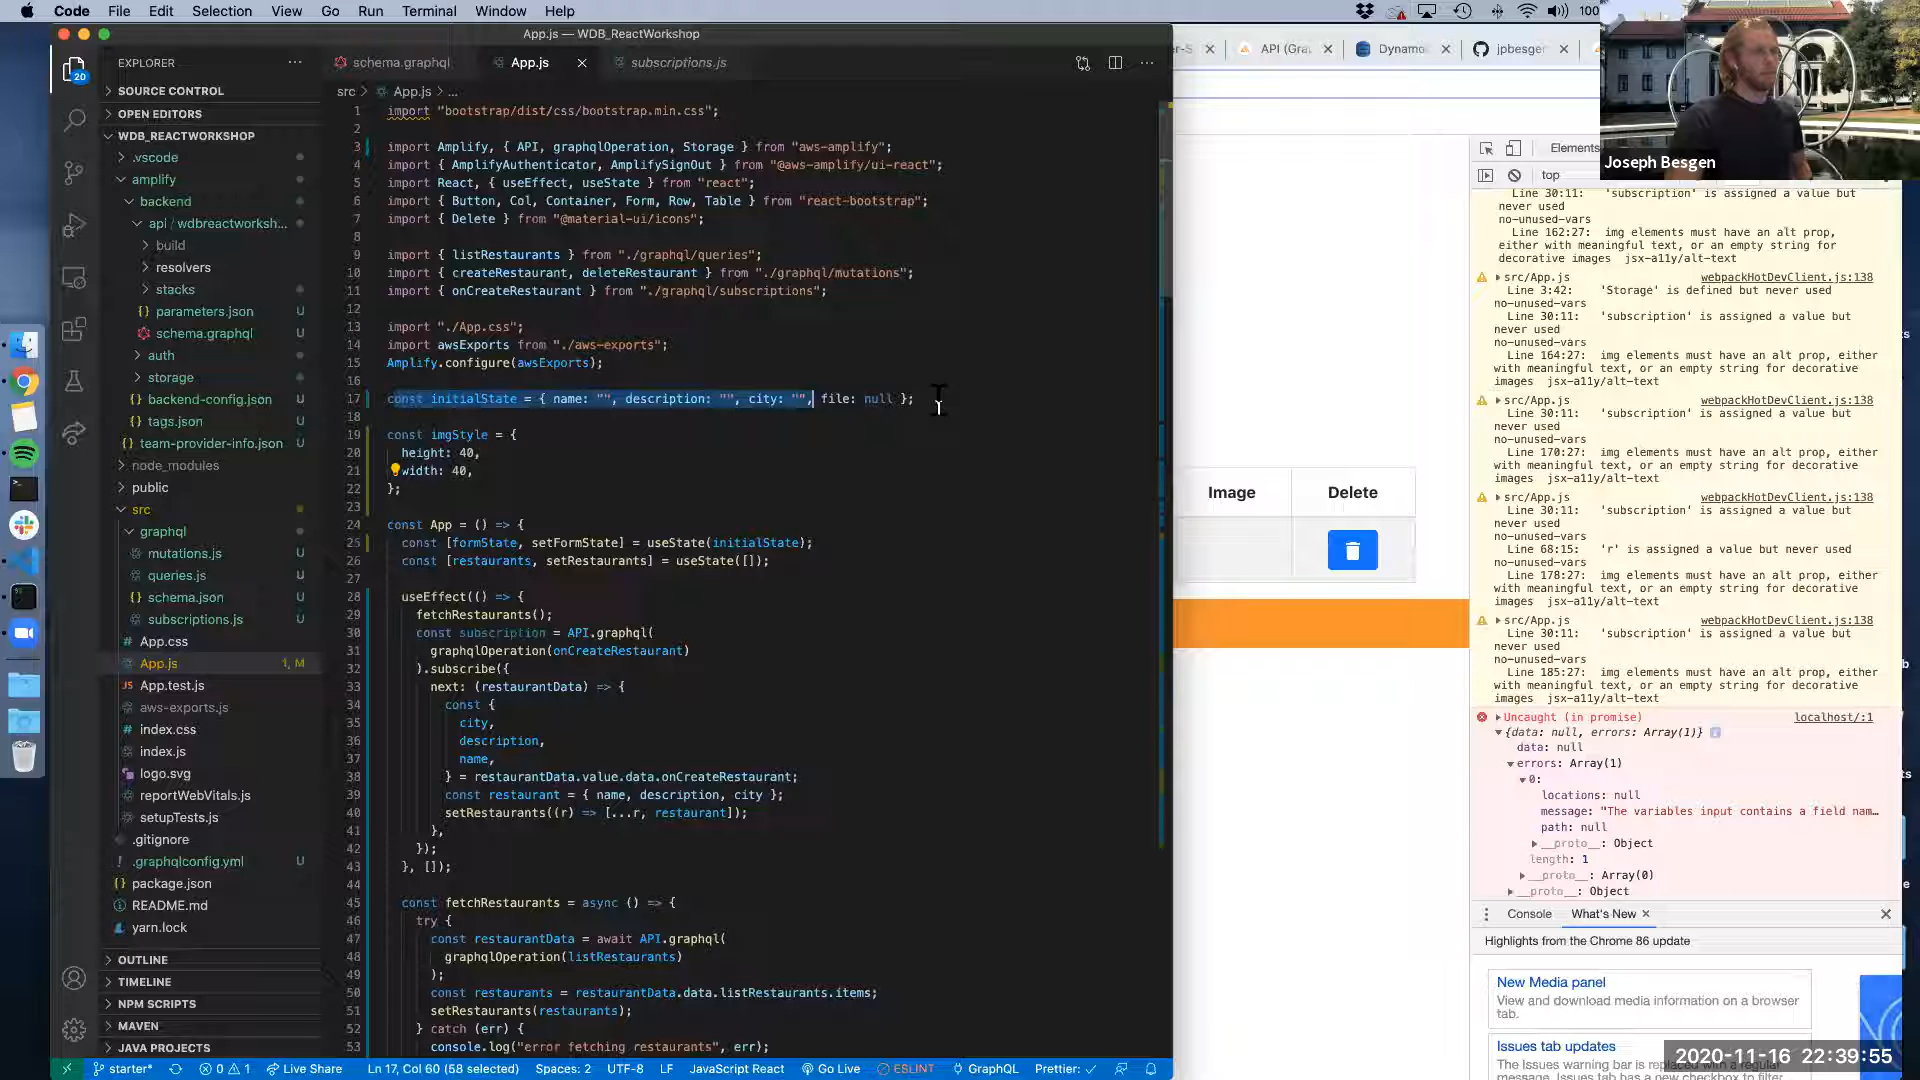 Code File Edit Selection View Go Run Terminal Window Help
100
App.js — WDB_ReactWorkshop
EXPLORER
20
SOURCE CONTROL
OPEN EDITORS
WDB_REACTWORKSHOP
.vscode
amplify
backend
api / wdbreactworksh...
build
resolvers
stacks
parameters.json U
schema.graphql U
auth
storage
backend-config.json U
tags.json U
team-provider-info.json U
node_modules
public
src
graphql
mutations.js U
queries.js U
schema.json U
subscriptions.js U
App.css
App.js 1, M
App.test.js
aws-exports.js
index.css
index.js
logo.svg
reportWebVitals.js
setupTests.js
.gitignore
.graphqlconfig.yml U
package.json
README.md
yarn.lock
OUTLINE
TIMELINE
NPM SCRIPTS
MAVEN
JAVA PROJECTS
schema.graphql App.js subscriptions.js
src App.js ...
1 import "bootstrap/dist/css/bootstrap.min.css";
2
3 import Amplify, { API, graphqlOperation, Storage } from "aws-amplify";
4 import { AmplifyAuthenticator, AmplifySignOut } from "@aws-amplify/ui-react";
5 import React, { useEffect, useState } from "react";
6 import { Button, Col, Container, Form, Row, Table } from "react-bootstrap";
7 import { Delete } from "@material-ui/icons";
8
9 import { listRestaurants } from "./graphql/queries";
10 import { createRestaurant, deleteRestaurant } from "./graphql/mutations";
11 import { onCreateRestaurant } from "./graphql/subscriptions";
12
13 import "./App.css";
14 import awsExports from "./aws-exports";
15 Amplify.configure(awsExports);
16
17 const initialState = { name: "", description: "", city: "", file: null };
18
19 const imgStyle = {
20 height: 40,
21 width: 40,
22 };
23
24 const App = () => {
25 const [formState, setFormState] = useState(initialState);
26 const [restaurants, setRestaurants] = useState([]);
27
28 useEffect(() => {
29 fetchRestaurants();
30 const subscription = API.graphql(
31 graphqlOperation(onCreateRestaurant)
32 ).subscribe({
33 next: (restaurantData) => {
34 const {
35 city,
36 description,
37 name,
38 } = restaurantData.value.data.onCreateRestaurant;
39 const restaurant = { name, description, city };
40 setRestaurants((r) => [...r, restaurant]);
41 },
42 });
43 }, []);
44
45 const fetchRestaurants = async () => {
46 try {
47 const restaurantData = await API.graphql(
48 graphqlOperation(listRestaurants)
49 );
50 const restaurants = restaurantData.data.listRestaurants.items;
51 setRestaurants(restaurants);
52 } catch (err) {
53 console.log("error fetching restaurants", err);
starter* 0 1 Live Share Ln 17, Col 60 (58 selected) Spaces: 2 UTF-8 LF JavaScript React Go Live ESLINT GraphQL Prettier: ✓
er-S API (Gra Dynamo jpbesger
Image Delete
Joseph Besgen
Elements
top
Line 30:11: 'subscription' is assigned a value but
never used
no-unused-vars
Line 162:27: img elements must have an alt prop,
either with meaningful text, or an empty string for
decorative images jsx-a11y/alt-text
src/App.js webpackHotDevClient.js:138
Line 3:42: 'Storage' is defined but never used
no-unused-vars
Line 30:11: 'subscription' is assigned a value but
never used
no-unused-vars
Line 164:27: img elements must have an alt prop, either
with meaningful text, or an empty string for decorative
images jsx-a11y/alt-text
src/App.js webpackHotDevClient.js:138
Line 30:11: 'subscription' is assigned a value but
never used
no-unused-vars
Line 170:27: img elements must have an alt prop, either
with meaningful text, or an empty string for decorative
images jsx-a11y/alt-text
src/App.js webpackHotDevClient.js:138
Line 30:11: 'subscription' is assigned a value but
never used
no-unused-vars
Line 68:15: 'r' is assigned a value but never used
no-unused-vars
Line 178:27: img elements must have an alt prop, either
with meaningful text, or an empty string for decorative
images jsx-a11y/alt-text
src/App.js webpackHotDevClient.js:138
Line 30:11: 'subscription' is assigned a value but
never used
no-unused-vars
Line 185:27: img elements must have an alt prop, either
with meaningful text, or an empty string for decorative
images jsx-a11y/alt-text
Uncaught (in promise) localhost/:1
{data: null, errors: Array(1)}
data: null
errors: Array(1)
0:
locations: null
message: "The variables input contains a field nam…
path: null
__proto__: Object
length: 1
__proto__: Array(0)
__proto__: Object
Console What's New
Highlights from the Chrome 86 update
New Media panel
View and download media information on a browser
tab.
Issues tab updates
The Issues warning bar is replaced with a regular
2020-11-16 22:39:55